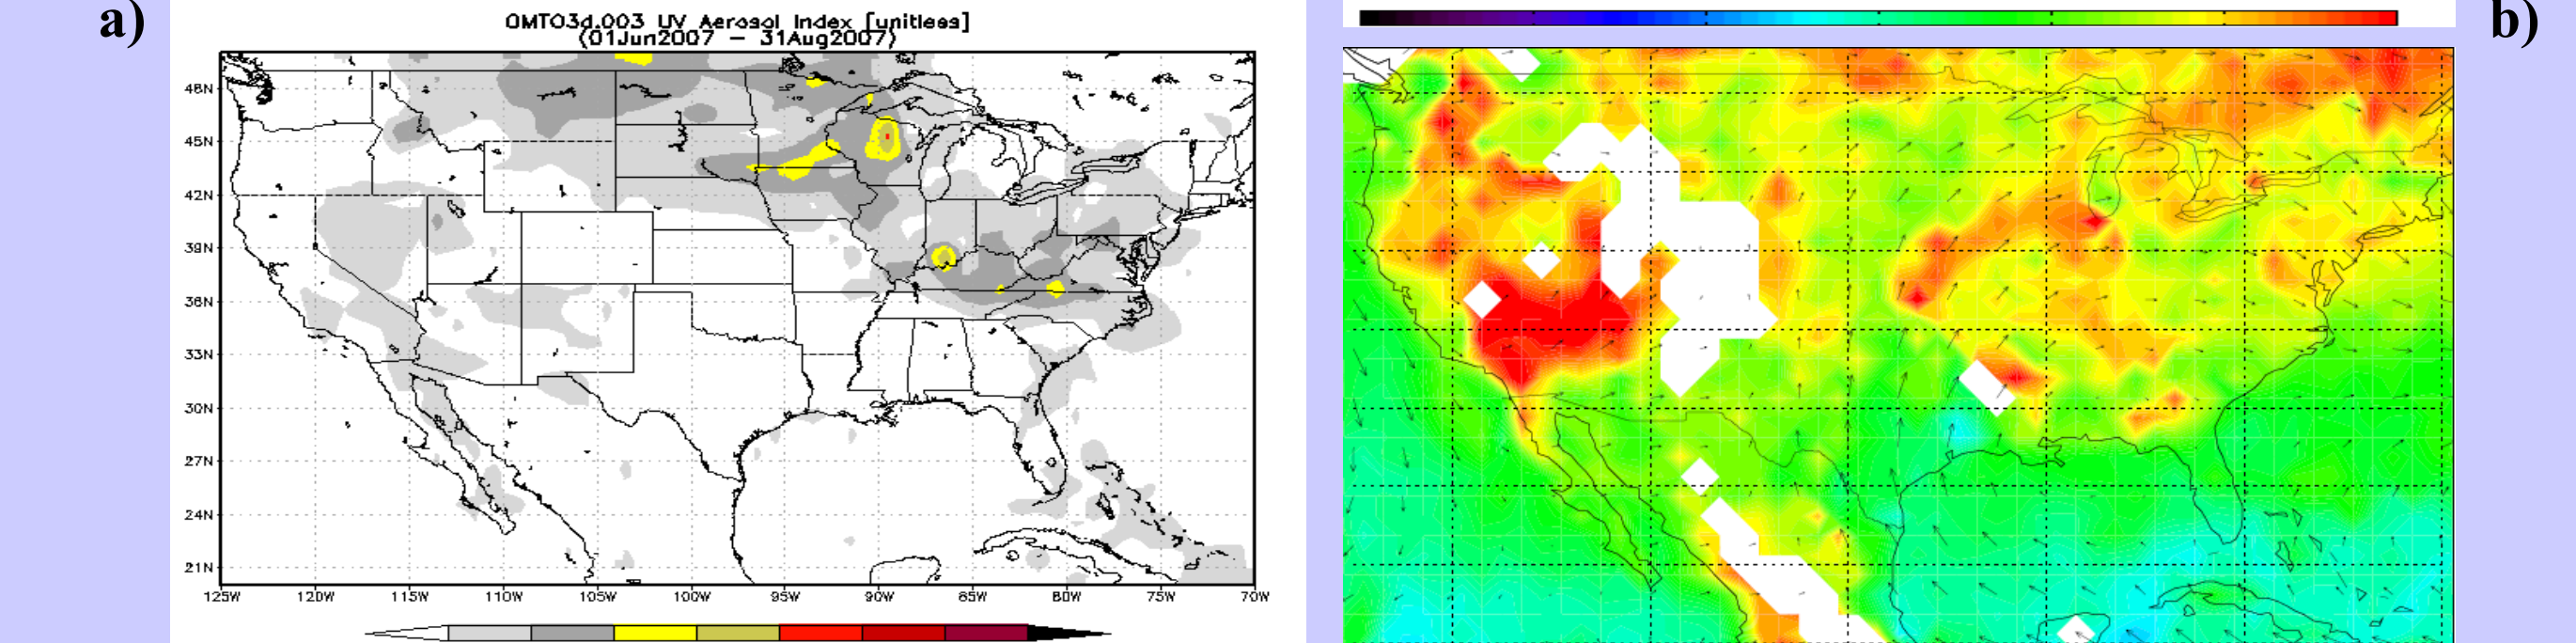 a)
OMTO3d.003 UV Aerosol Index [unitless]
(01Jun2007 – 31Aug2007)
b)
48N
45N
42N
39N
36N
33N
30N
27N
24N
21N
125W 120W 115W 110W 105W 100W 95W 90W 85W 80W 75W 70W